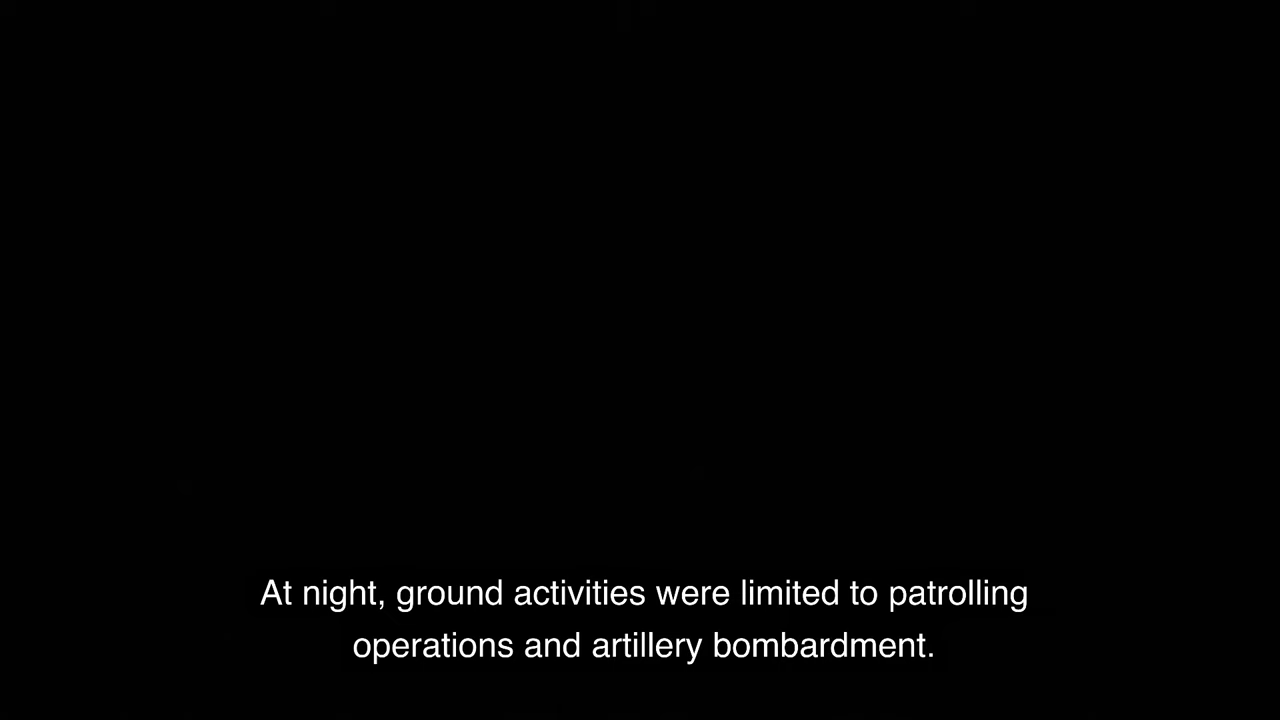 At night, ground activities were limited to patrolling
operations and artillery bombardment.